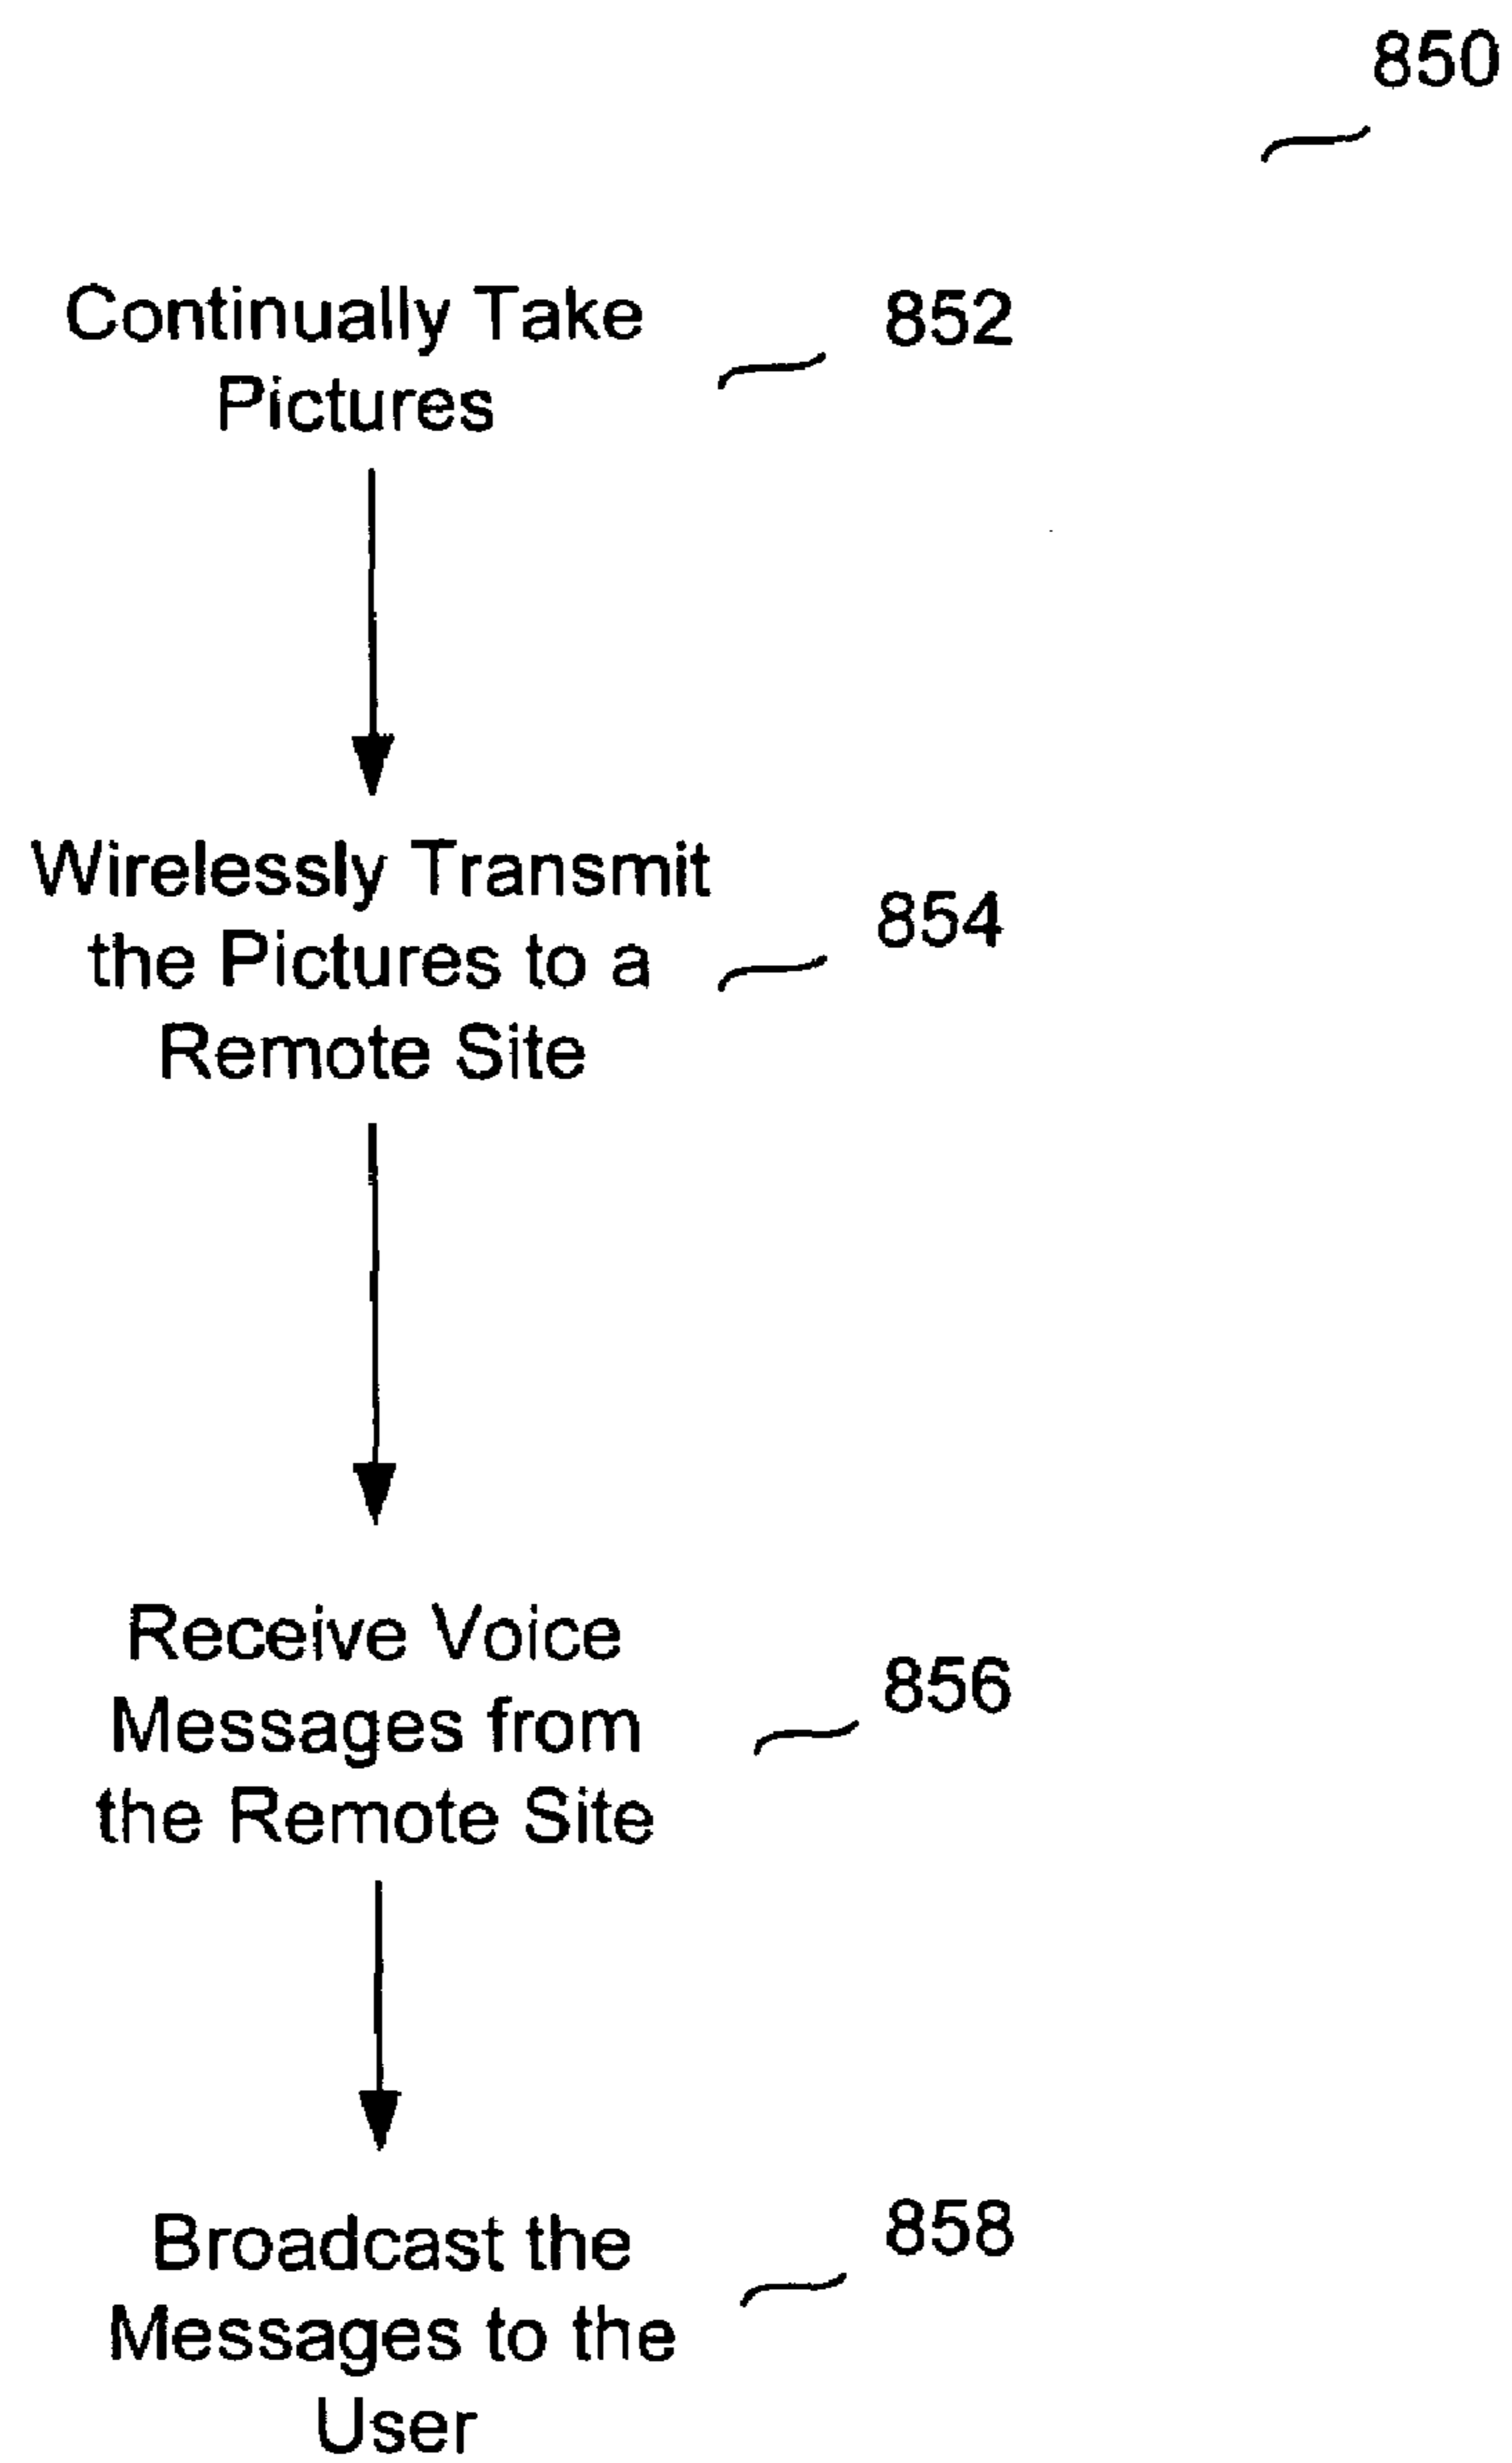 850
Continually Take
Pictures
852
Wirelessly Transmit
the Pictures to a
Remote Site
854
Receive Voice
Messages from
the Remote Site
856
Broadcast the
Messages to the
User
858